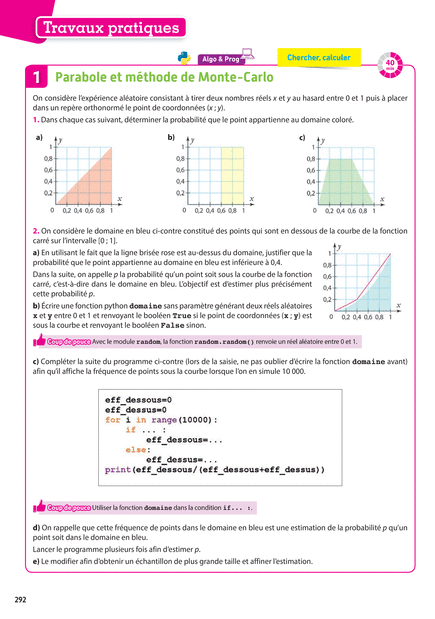 Travaux pratiques
Algo & Prog
Chercher, calculer
40
min
1 Parabole et méthode de Monte-Carlo
On considère l'expérience aléatoire consistant à tirer deux nombres réels x et y au hasard entre 0 et 1 puis à placer
dans un repère orthonormé le point de coordonnées (x ; y).
1. Dans chaque cas suivant, déterminer la probabilité que le point appartienne au domaine coloré.
a) y
1
0,8
0,6
0,4
0,2
x
0 0,2 0,4 0,6 0,8 1
b) y
1
0,8
0,6
0,4
0,2
x
0 0,2 0,4 0,6 0,8 1
c) y
1
0,8
0,6
0,4
0,2
x
0 0,2 0,4 0,6 0,8 1
2. On considère le domaine en bleu ci-contre constitué des points qui sont en dessous de la courbe de la fonction
carré sur l'intervalle [0 ; 1].
a) En utilisant le fait que la ligne brisée rose est au-dessus du domaine, justifier que la
probabilité que le point appartienne au domaine en bleu est inférieure à 0,4.
Dans la suite, on appelle p la probabilité qu'un point soit sous la courbe de la fonction
carré, c'est-à-dire dans le domaine en bleu. L'objectif est d'estimer plus précisément
cette probabilité p.
b) Écrire une fonction python domaine sans paramètre générant deux réels aléatoires
x et y entre 0 et 1 et renvoyant le booléen True si le point de coordonnées (x ; y) est
sous la courbe et renvoyant le booléen False sinon.
y
1
0,8
0,6
0,4
0,2
x
0 0,2 0,4 0,6 0,8 1
Coup de pouce Avec le module random, la fonction random.random() renvoie un réel aléatoire entre 0 et 1.
c) Compléter la suite du programme ci-contre (lors de la saisie, ne pas oublier d'écrire la fonction domaine avant)
afin qu'il affiche la fréquence de points sous la courbe lorsque l'on en simule 10 000.
eff_dessous=0
eff_dessus=0
for i in range(10000):
if ... :
eff_dessous=...
else:
eff_dessus=...
print(eff_dessous/(eff_dessous+eff_dessus))
Coup de pouce Utiliser la fonction domaine dans la condition if... :.
d) On rappelle que cette fréquence de points dans le domaine en bleu est une estimation de la probabilité p qu'un
point soit dans le domaine en bleu.
Lancer le programme plusieurs fois afin d'estimer p.
e) Le modifier afin d'obtenir un échantillon de plus grande taille et affiner l'estimation.
292